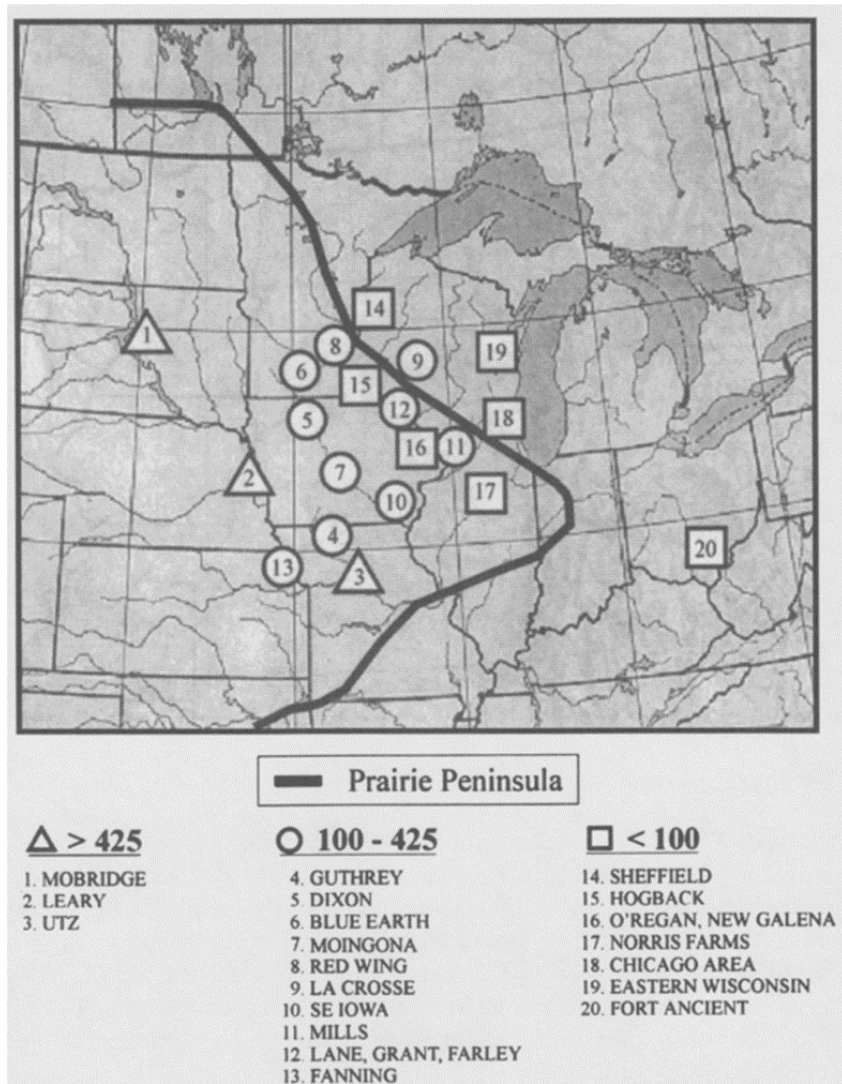 14
1
8
19
9
6
15
12
5
18
16
11
2
7
17
10
4
20
13
3
Prairie Peninsula
> 425
1. MOBRIDGE
2. LEARY
3. UTZ
100 - 425
4. GUTHREY
5. DIXON
6. BLUE EARTH
7. MOINGONA
8. RED WING
9. LA CROSSE
10. SE IOWA
11. MILLS
12. LANE, GRANT, FARLEY
13. FANNING
< 100
14. SHEFFIELD
15. HOGBACK
16. O'REGAN, NEW GALENA
17. NORRIS FARMS
18. CHICAGO AREA
19. EASTERN WISCONSIN
20. FORT ANCIENT